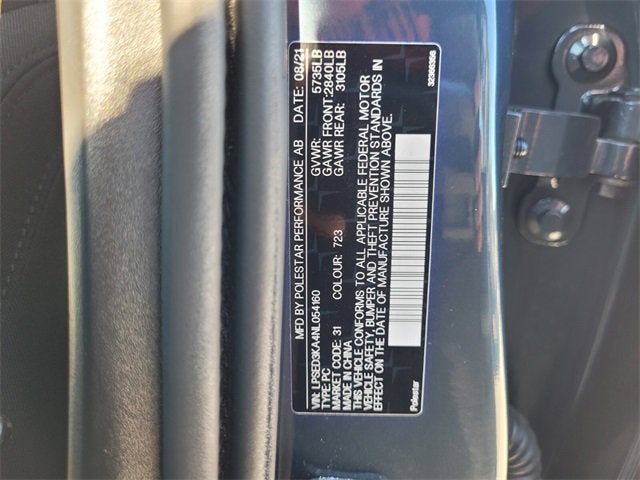 MFD BY POLESTAR PERFORMANCE AB DATE: 08/21
VIN: LPSED3KA4NL054160 GVWR: 5735LB
TYPE: PC GAWR FRONT:2840LB
MARKET CODE: 31 COLOUR: 723 GAWR REAR: 3105LB
MADE IN CHINA
THIS VEHICLE CONFORMS TO ALL APPLICABLE FEDERAL MOTOR
VEHICLE SAFETY, BUMPER AND THEFT PREVENTION STANDARDS IN
EFFECT ON THE DATE OF MANUFACTURE SHOWN ABOVE.
Polestar